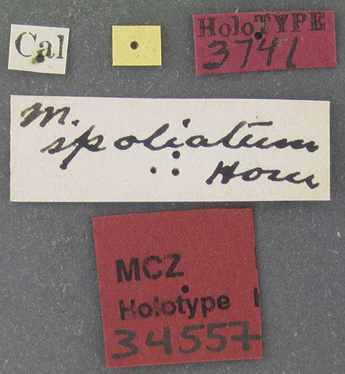 Cal
HoloTYPE
3741
m.
spoliatum
Horn
MCZ
Holotype
34557